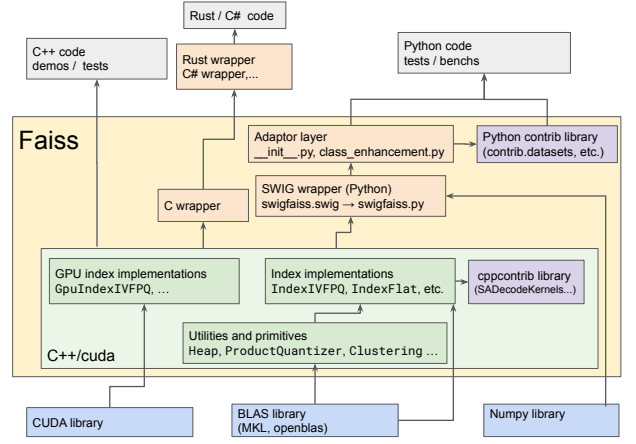 Rust / C# code
C++ code
demos / tests
Rust wrapper
C# wrapper,...
Python code
tests / benchs
Faiss
Adaptor layer
__init__.py, class_enhancement.py
Python contrib library
(contrib.datasets, etc.)
C wrapper
SWIG wrapper (Python)
swigfaiss.swig → swigfaiss.py
GPU index implementations
GpuIndexIVFPQ, …
Index implementations
IndexIVFPQ, IndexFlat, etc.
cppcontrib library
(SADecodeKernels...)
Utilities and primitives
Heap, ProductQuantizer, Clustering …
C++/cuda
CUDA library
BLAS library
(MKL, openblas)
Numpy library